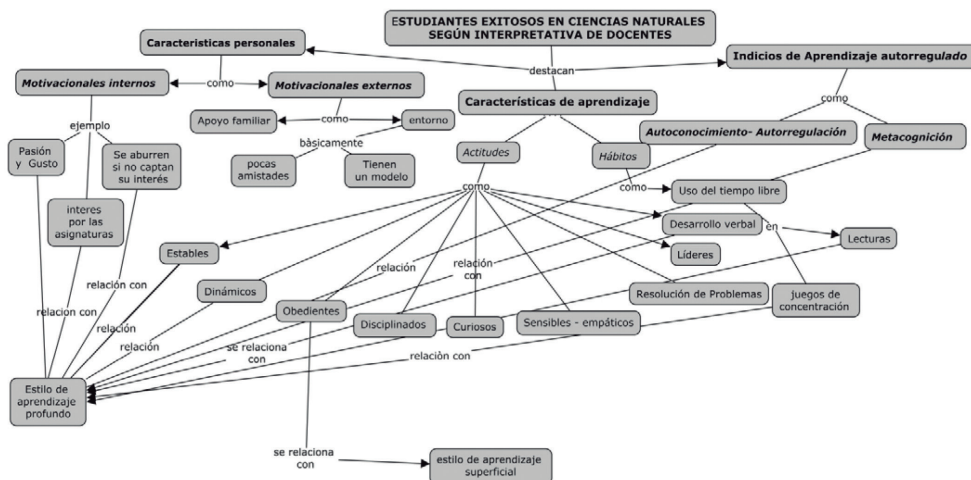 ESTUDIANTES EXITOSOS EN CIENCIAS NATURALES
SEGÚN INTERPRETATIVA DE DOCENTES
Caracteristicas personales
destacan
Indicios de Aprendizaje autorregulado
Motivacionales internos
como
Motivacionales externos
Características de aprendizaje
como
ejemplo
Apoyo familiar
como
entorno
Autoconocimiento- Autorregulación
Metacognición
Pasión
y Gusto
Se aburren
si no captan
su interés
bàsicamente
pocas
amistades
Tienen
un modelo
Actitudes
Hábitos
como
como
Uso del tiempo libre
interes
por las
asignaturas
Desarrollo verbal
en
Lecturas
Estables
Líderes
relación
relación
con
relación con
Dinámicos
Resolución de Problemas
juegos de
concentración
Obedientes
Disciplinados
Curiosos
Sensibles - empáticos
relacion con
relación
relación
se relaciona
con
relaciòn con
Estilo de
aprendizaje
profundo
se relaciona
con
estilo de aprendizaje
superficial